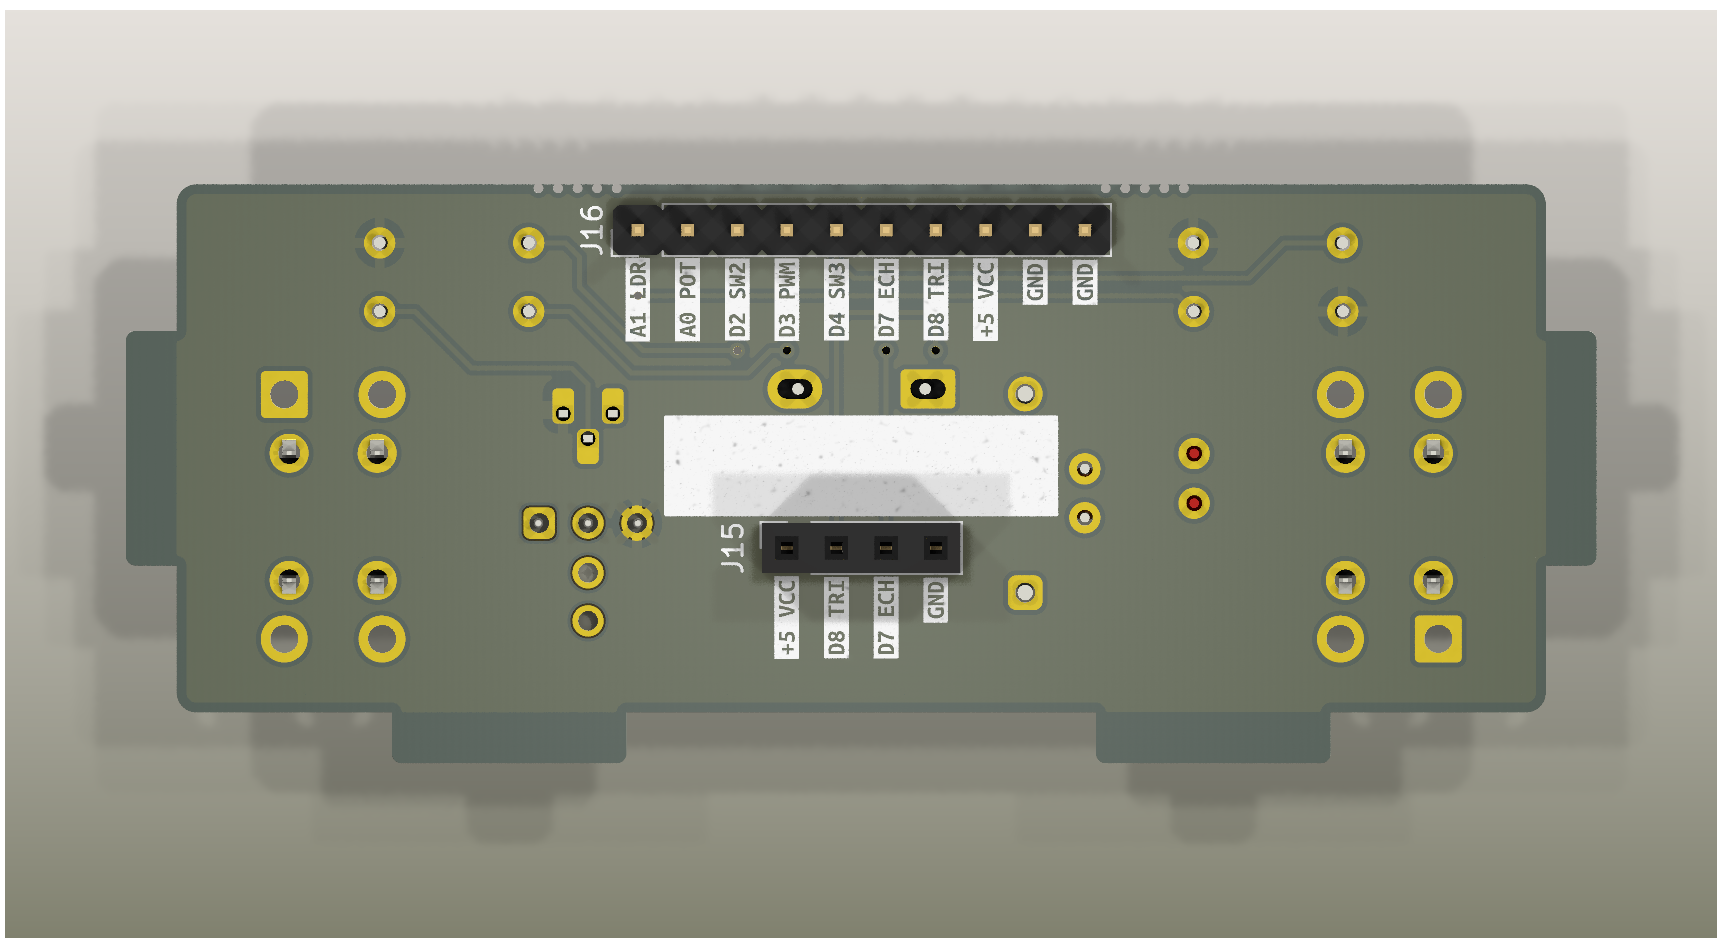 J16
A1 LDR
A0 POT
D2 SW2
D3 PWM
D4 SW3
D7 ECH
D8 TRI
+5 VCC
GND
GND
J15
+5 VCC
D8 TRI
D7 ECH
GND